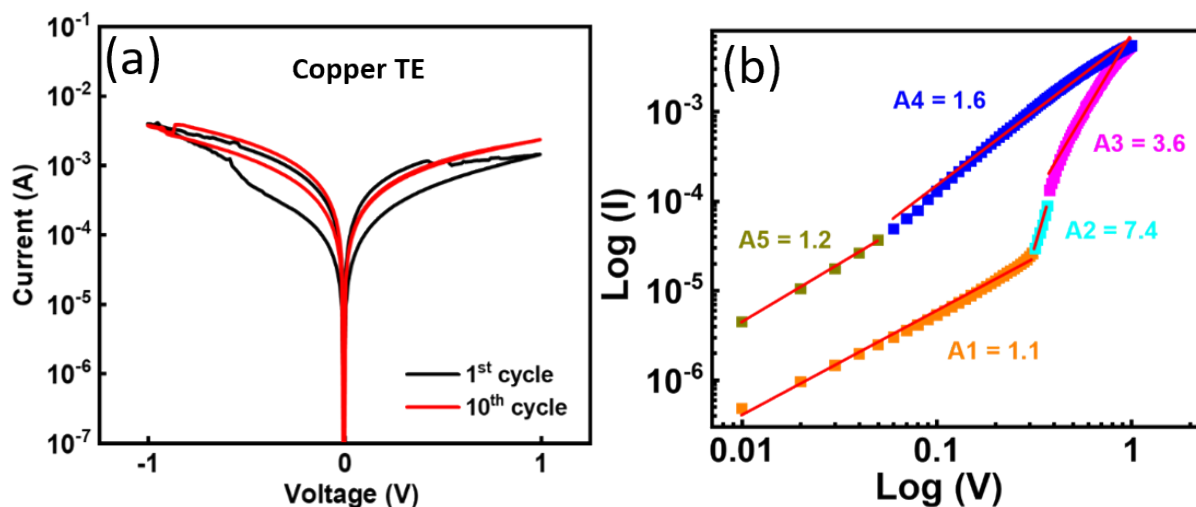 (a)
Copper TE
10^-1
10^-2
10^-3
10^-4
10^-5
10^-6
10^-7
Current (A)
1st cycle
10th cycle
-1
0
1
Voltage (V)
(b)
A4 = 1.6
A3 = 3.6
A2 = 7.4
A5 = 1.2
A1 = 1.1
10^-3
10^-4
10^-5
10^-6
Log (I)
0.01
0.1
1
Log (V)